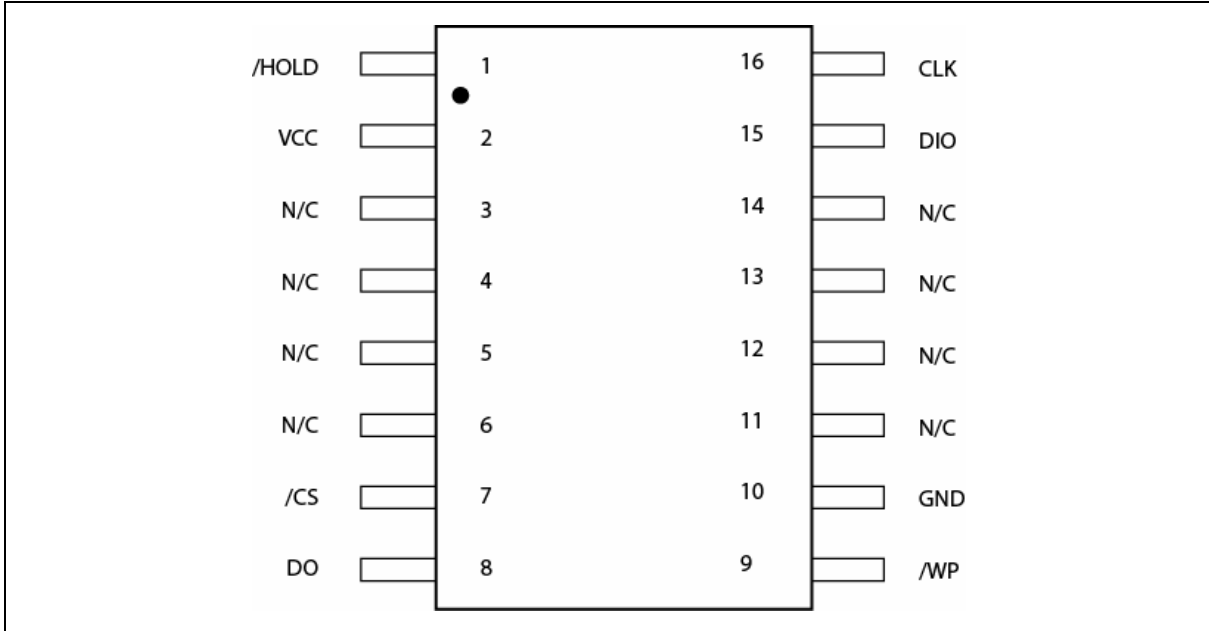 /HOLD 1 16 CLK
VCC 2 15 DIO
N/C 3 14 N/C
N/C 4 13 N/C
N/C 5 12 N/C
N/C 6 11 N/C
/CS 7 10 GND
DO 8 9 /WP